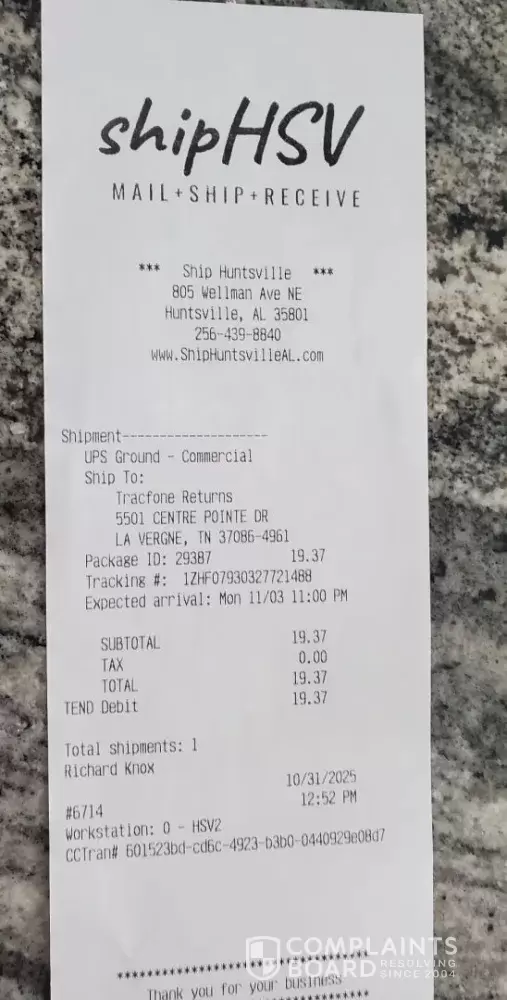 shipHSV
MAIL+SHIP+RECEIVE
*** Ship Huntsville ***
805 Wellman Ave NE
Huntsville, AL 35801
256-439-8840
www.ShipHuntsvilleAL.com
Shipment---------------------
UPS Ground - Commercial
Ship To:
Tracfone Returns
5501 CENTRE POINTE DR
LA VERGNE, TN 37086-4961
Package ID: 29387 19.37
Tracking #: 1ZHF07930327721488
Expected arrival: Mon 11/03 11:00 PM
SUBTOTAL 19.37
TAX 0.00
TOTAL 19.37
TEND Debit 19.37
Total shipments: 1
Richard Knox
10/31/2025
#6714 12:52 PM
Workstation: 0 - HSV2
CCTran# 601523bd-cd6c-4923-b3b0-0440929e08d7
Thank you for your business
COMPLAINTS
BOARD RESOLVING
SINCE 2004